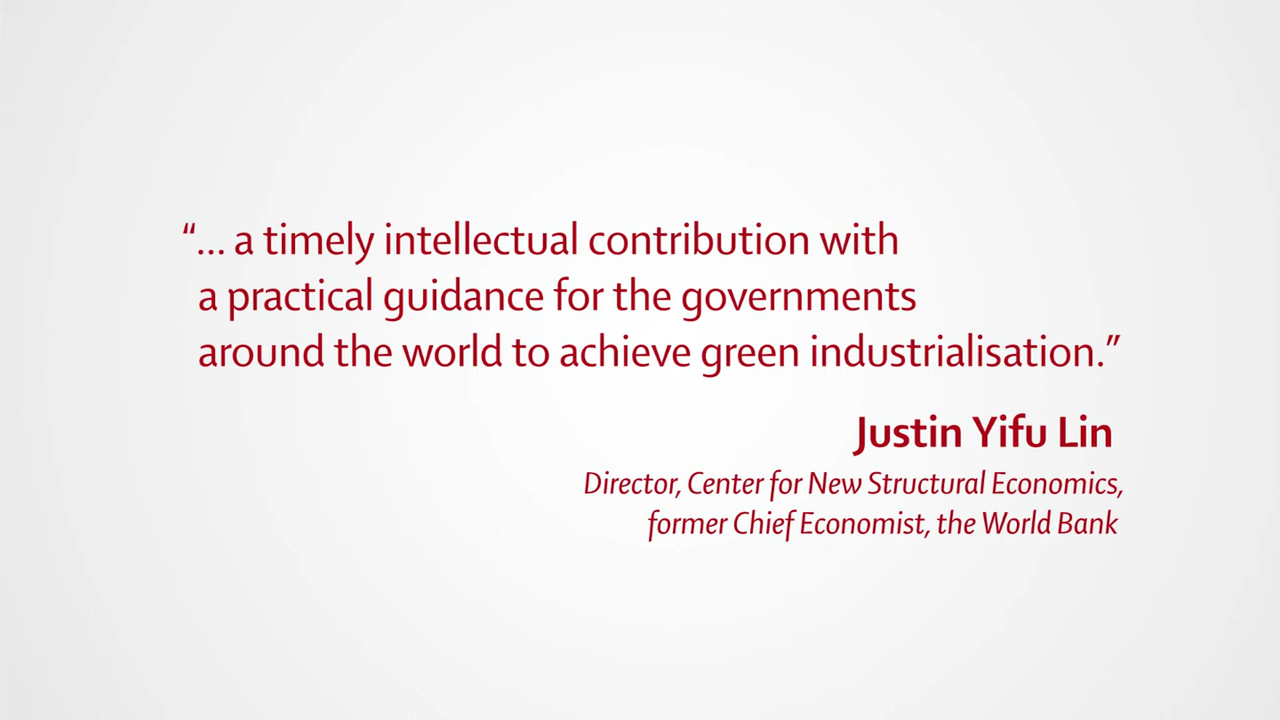 “... a timely intellectual contribution with
a practical guidance for the governments
around the world to achieve green industrialisation.”
Justin Yifu Lin
Director, Center for New Structural Economics,
former Chief Economist, the World Bank